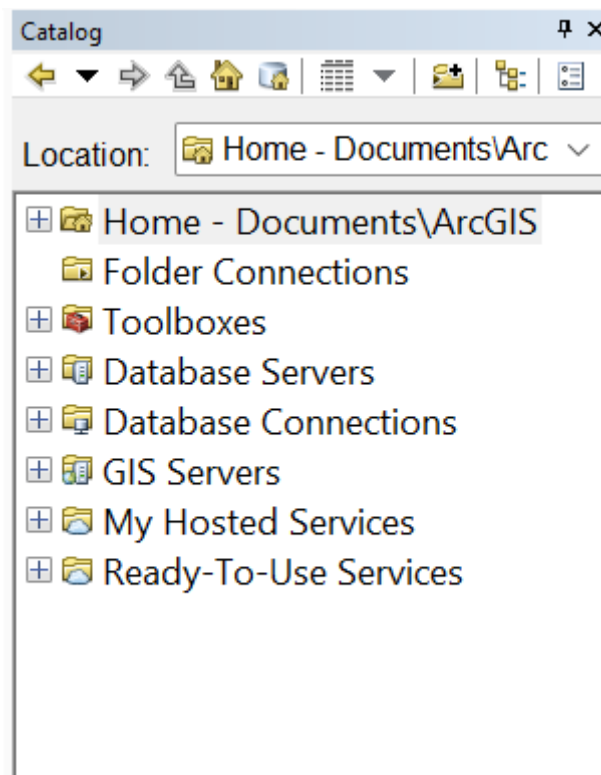 Catalog
Location: Home - Documents\Arc
Home - Documents\ArcGIS
Folder Connections
Toolboxes
Database Servers
Database Connections
GIS Servers
My Hosted Services
Ready-To-Use Services